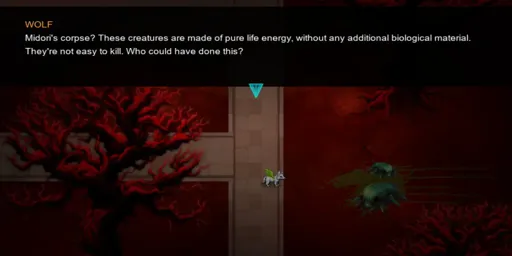 WOLF
Midori's corpse? These creatures are made of pure life energy, without any additional biological material.
They're not easy to kill. Who could have done this?